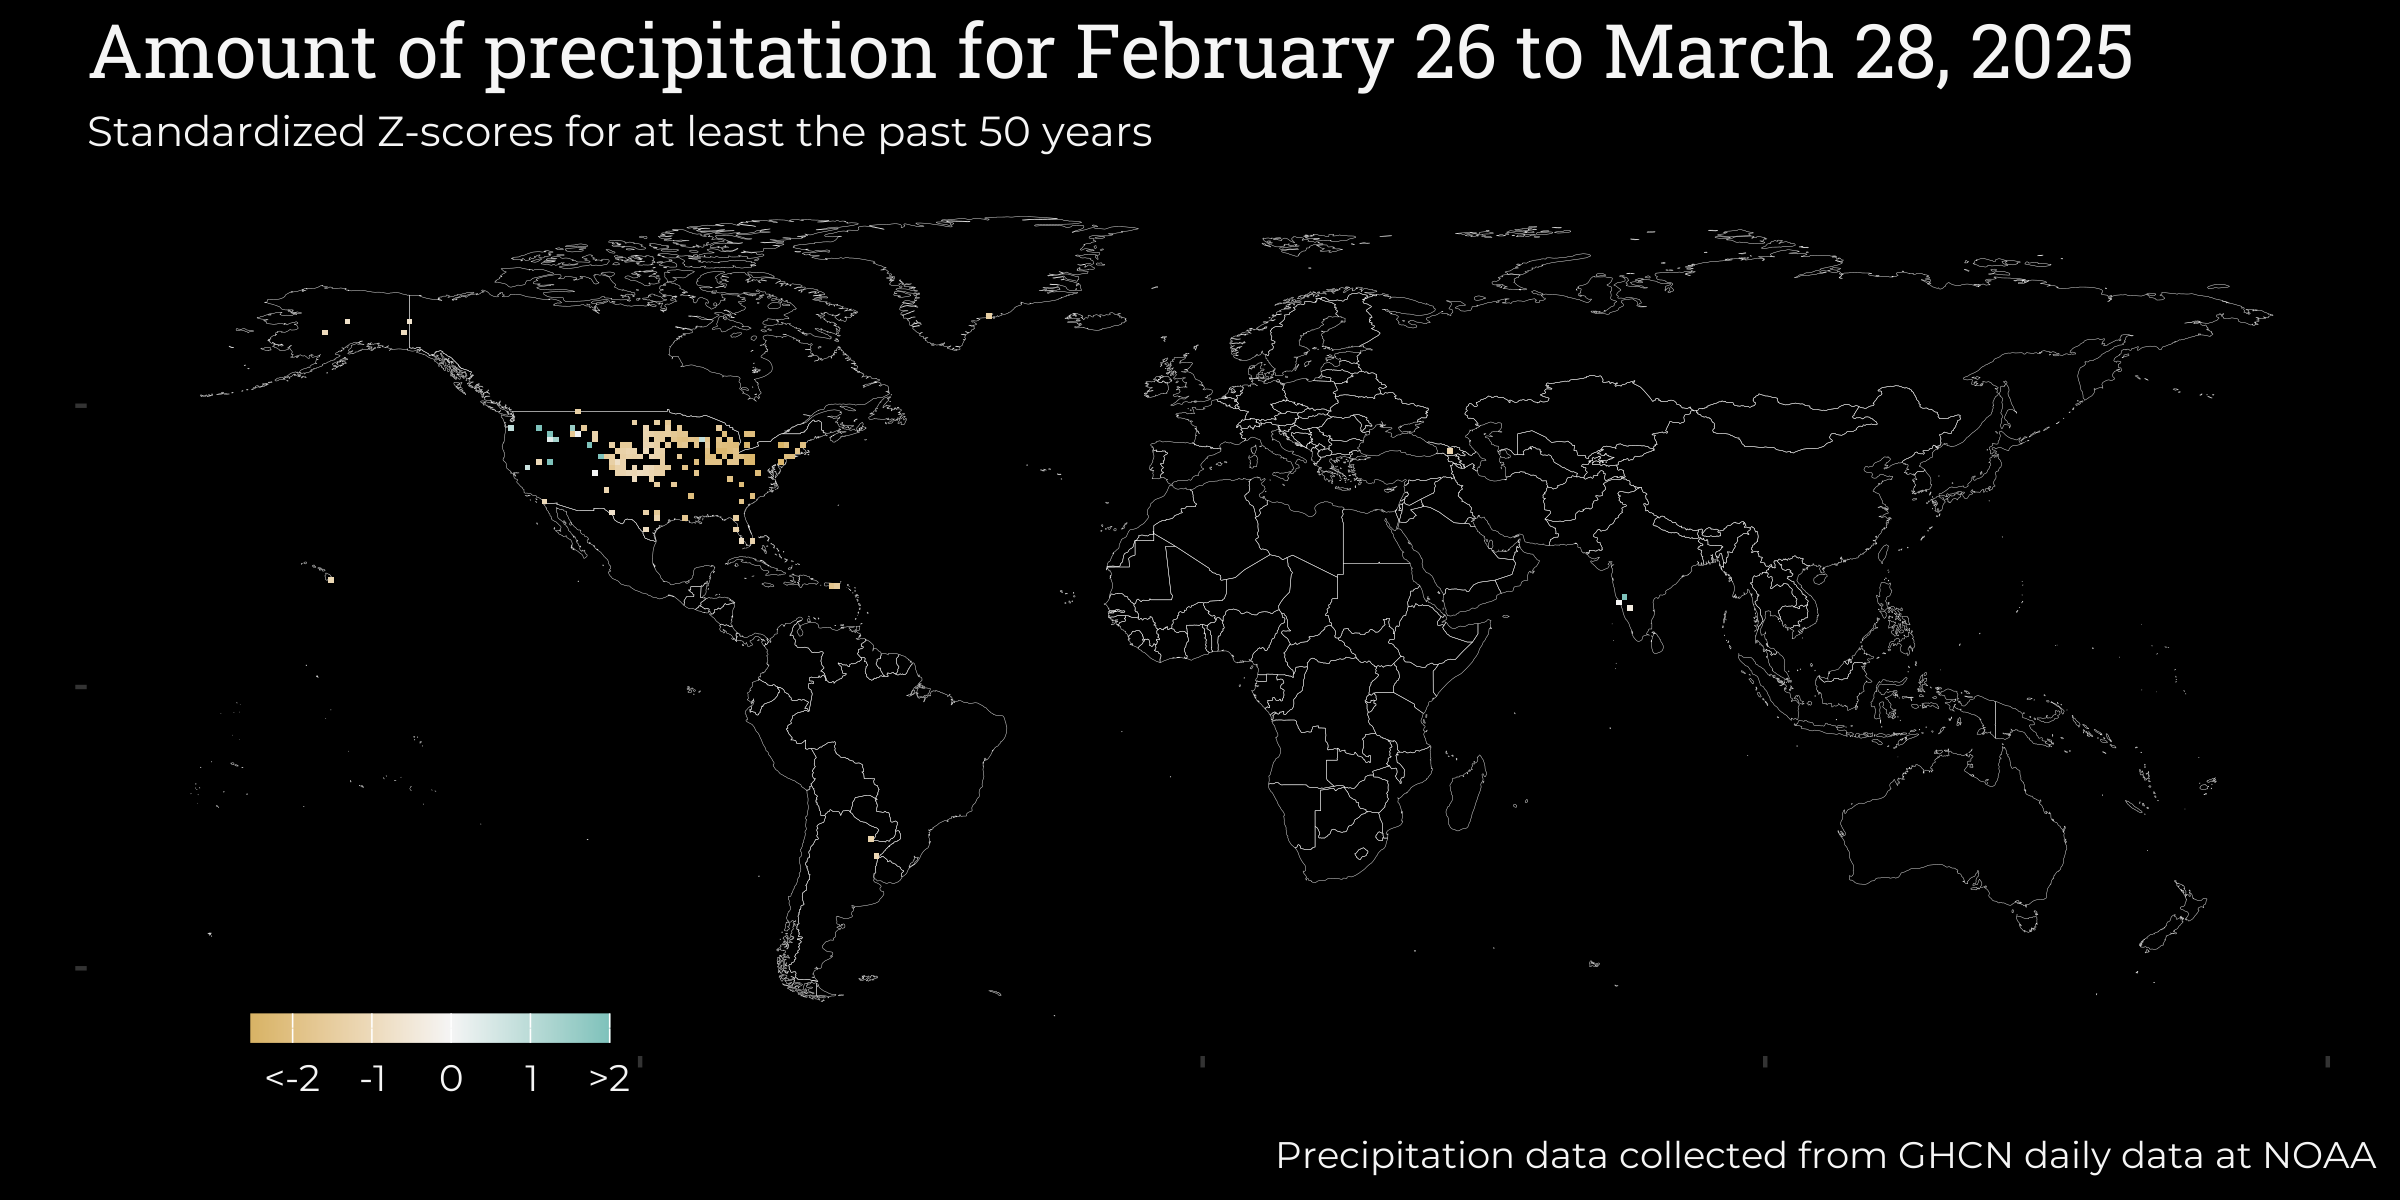 Amount of precipitation for February 26 to March 28, 2025
Standardized Z-scores for at least the past 50 years
<-2 -1 0 1 >2
Precipitation data collected from GHCN daily data at NOAA